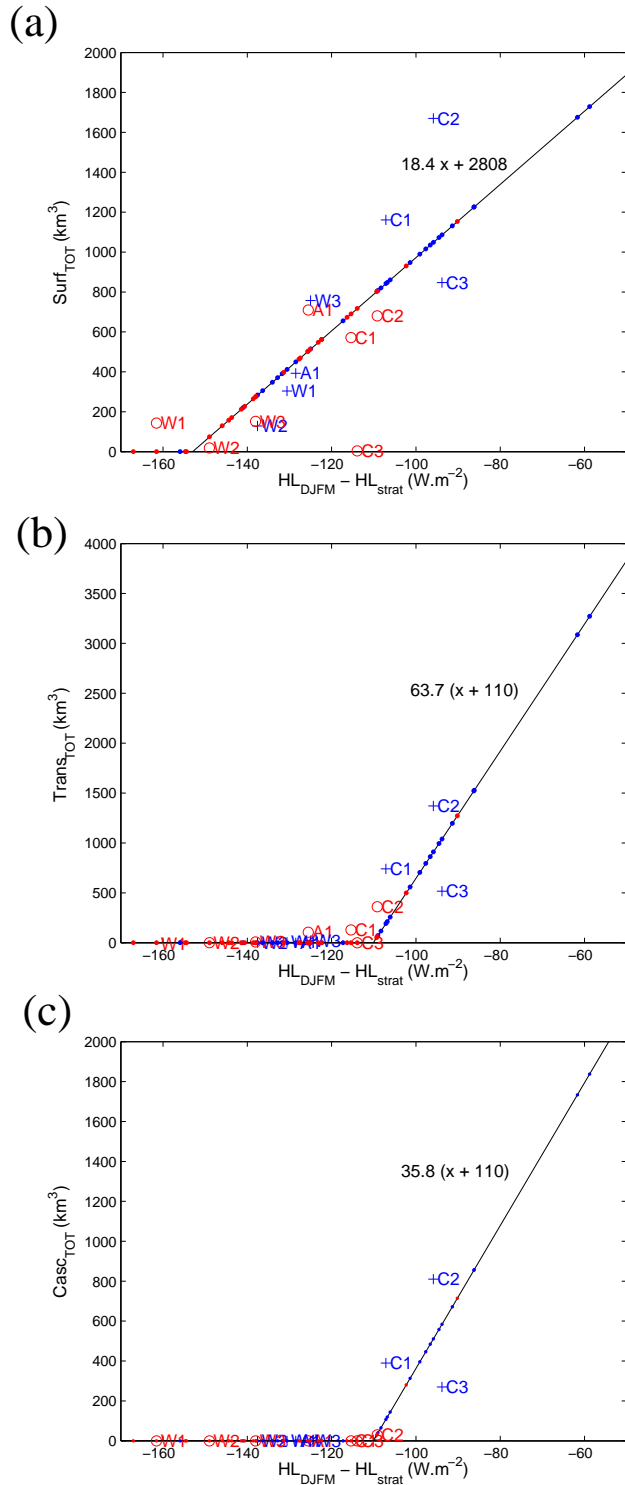 (a)
2000
1800
1600
1400
1200
1000
800
600
400
200
0
Surf_TOT (km³)
C2
18.4 x + 2808
C1
C3
W3
A1
C2
C1
A1
W1
W1
W3
W2
W2
C3
−160
−140
−120
−100
−80
−60
HL_DJFM − HL_strat (W.m⁻²)
(b)
4000
3500
3000
2500
2000
1500
1000
500
0
Trans_TOT (km³)
63.7 (x + 110)
C2
C1
C3
C2
C1
A1
W1
W2
W3
C3
−160
−140
−120
−100
−80
−60
HL_DJFM − HL_strat (W.m⁻²)
(c)
2000
1800
1600
1400
1200
1000
800
600
400
200
0
Casc_TOT (km³)
35.8 (x + 110)
C2
C1
C3
C2
W1
W2
W3
C3
−160
−140
−120
−100
−80
−60
HL_DJFM − HL_strat (W.m⁻²)